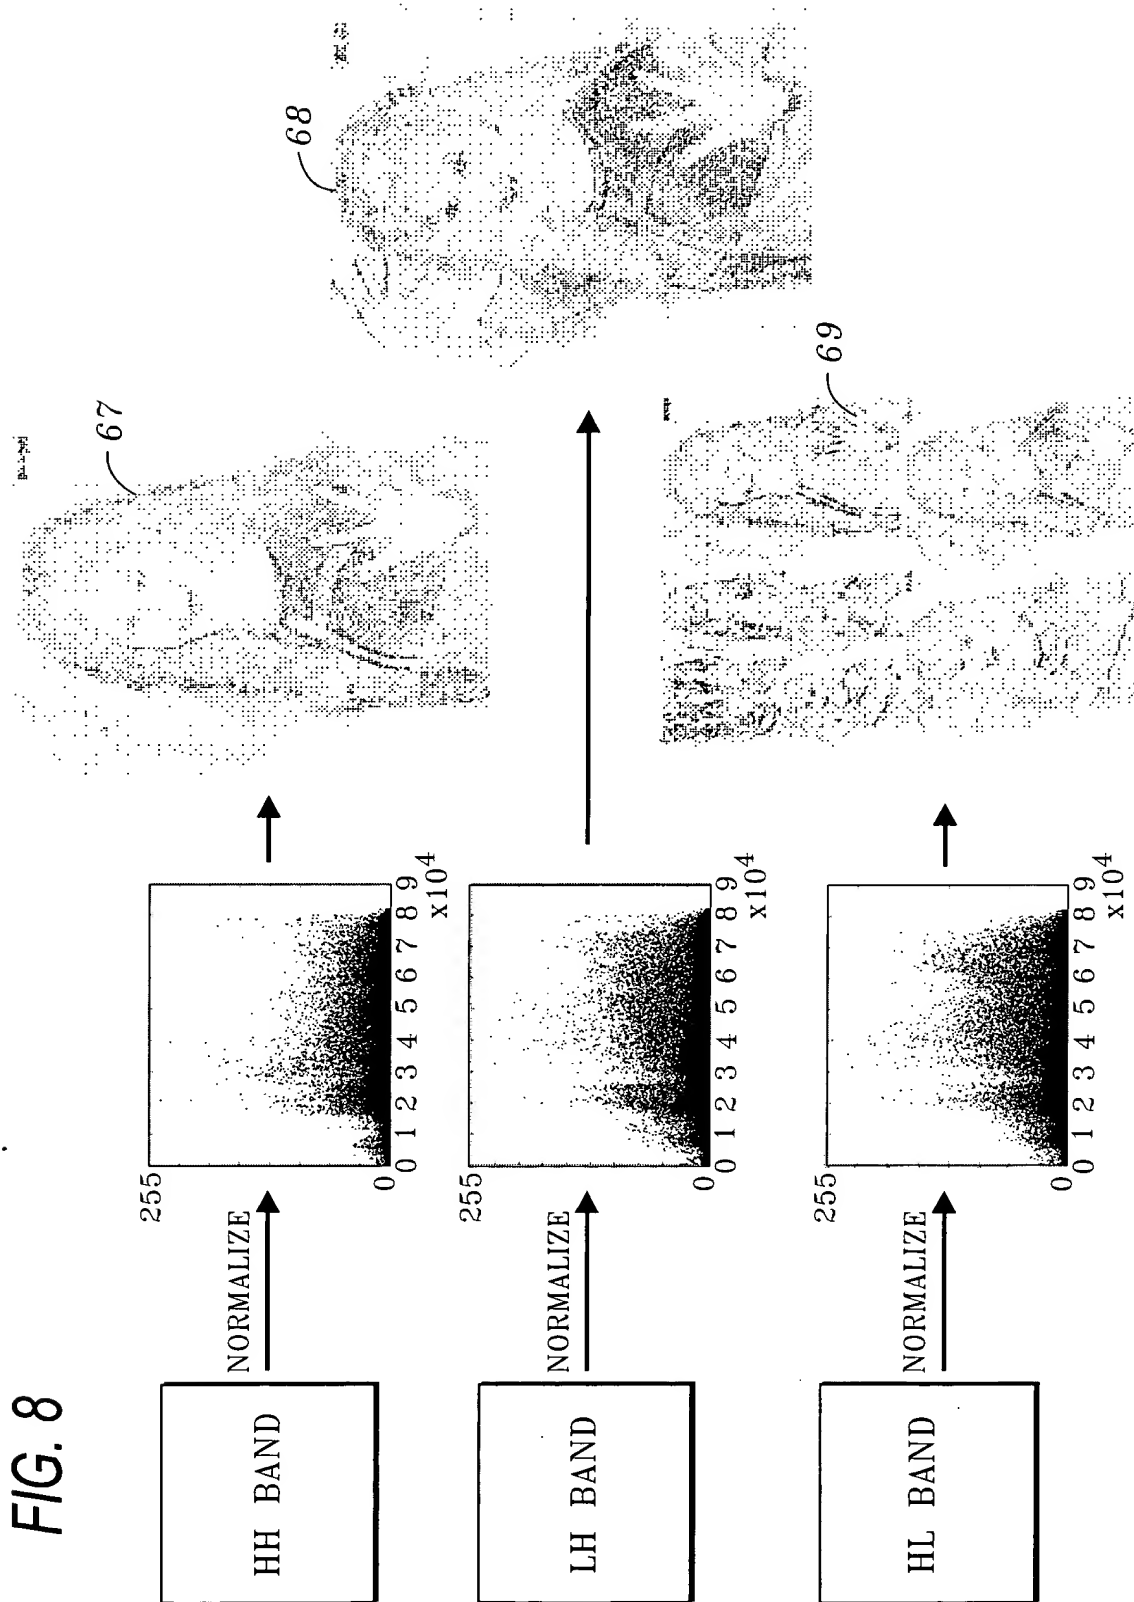 FIG. 8
HH BAND
NORMALIZE
255
0
0 1 2 3 4 5 6 7 8 9
x10⁴
67
LH BAND
NORMALIZE
255
0
0 1 2 3 4 5 6 7 8 9
x10⁴
68
HL BAND
NORMALIZE
255
0
0 1 2 3 4 5 6 7 8 9
x10⁴
69